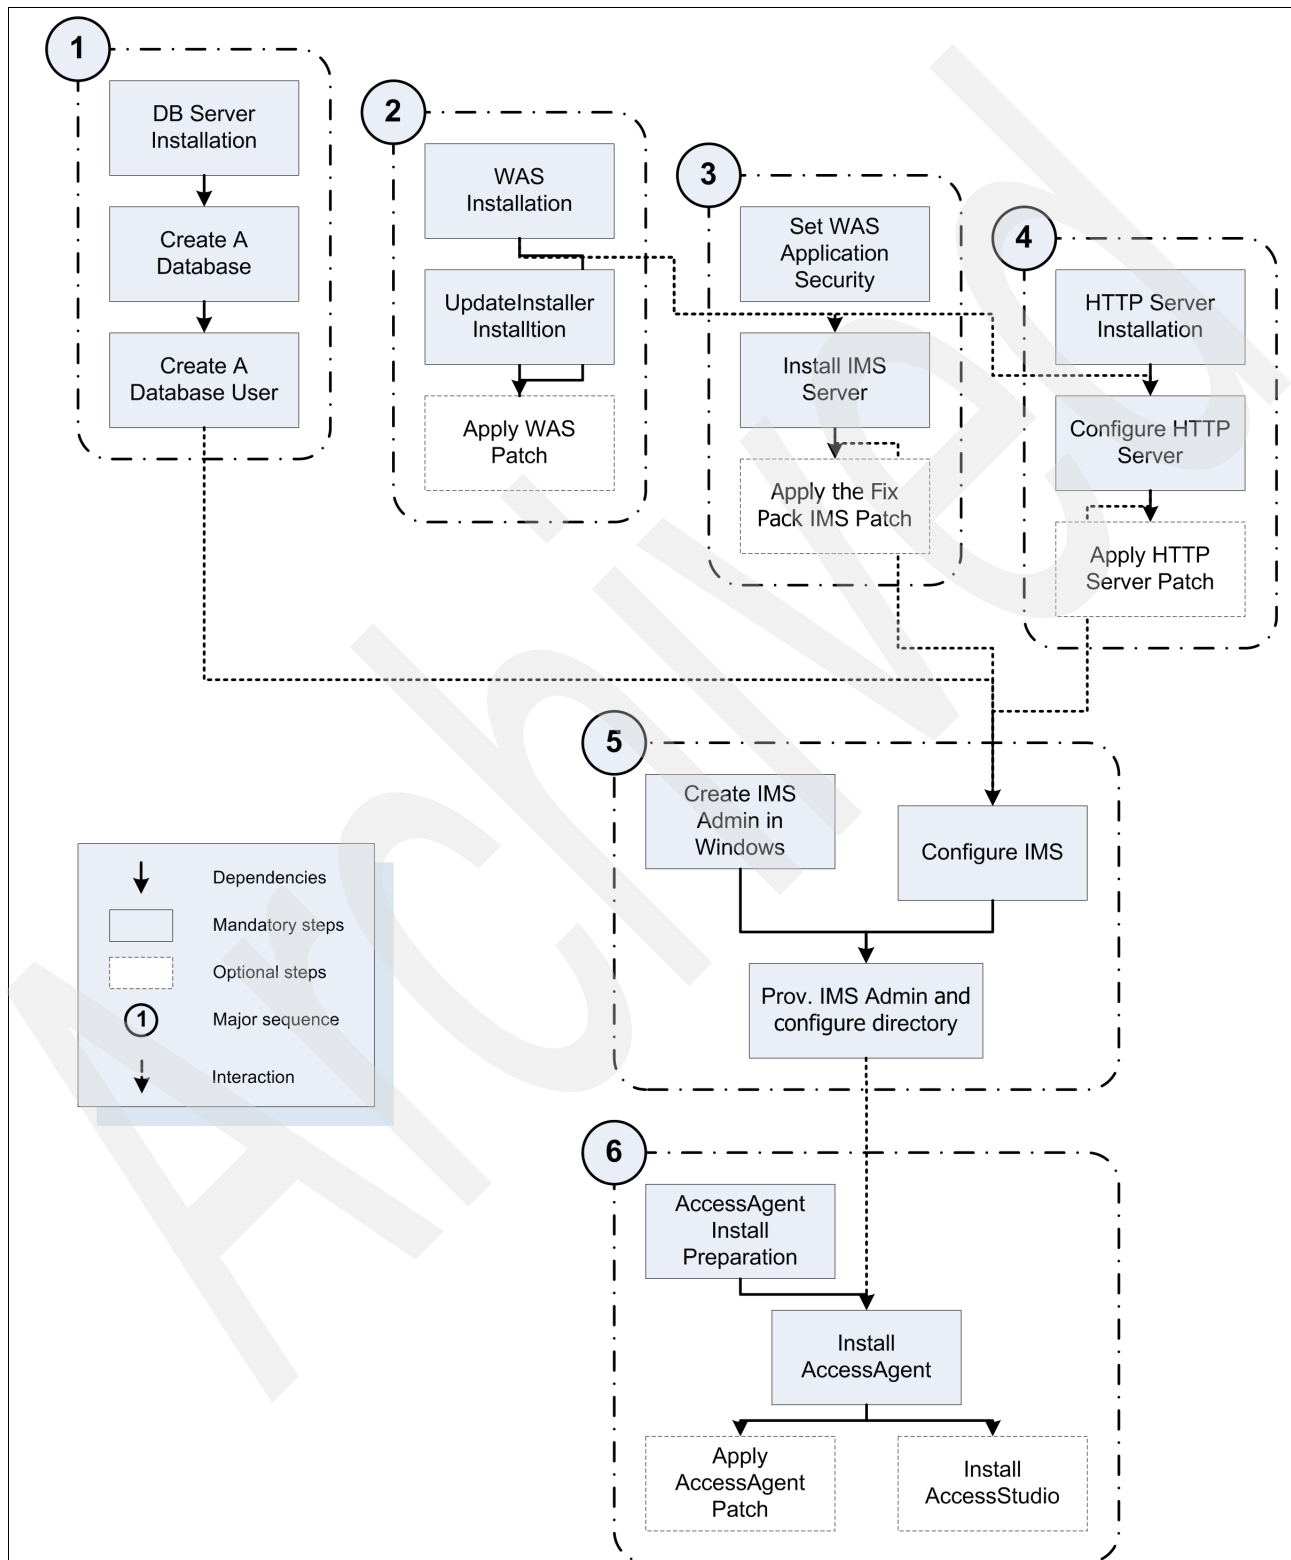 1
DB Server
Installation
Create A
Database
Create A
Database User
2
WAS
Installation
UpdateInstaller
Installtion
Apply WAS
Patch
3
Set WAS
Application
Security
Install IMS
Server
Apply the Fix
Pack IMS Patch
4
HTTP Server
Installation
Configure HTTP
Server
Apply HTTP
Server Patch
5
Create IMS
Admin in
Windows
Configure IMS
Prov. IMS Admin and
configure directory
Dependencies
Mandatory steps
Optional steps
1
Major sequence
Interaction
6
AccessAgent
Install
Preparation
Install
AccessAgent
Apply
AccessAgent
Patch
Install
AccessStudio
Archived